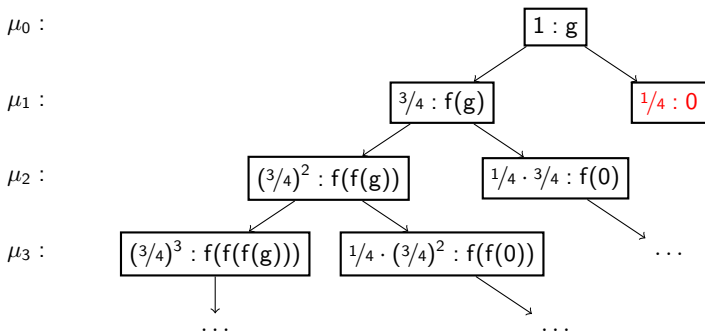 μ₀ : 1 : g
μ₁ : 3/4 : f(g) 1/4 : 0
μ₂ : (3/4)² : f(f(g)) 1/4 · 3/4 : f(0)
μ₃ : (3/4)³ : f(f(f(g))) 1/4 · (3/4)² : f(f(0)) ...
... ...